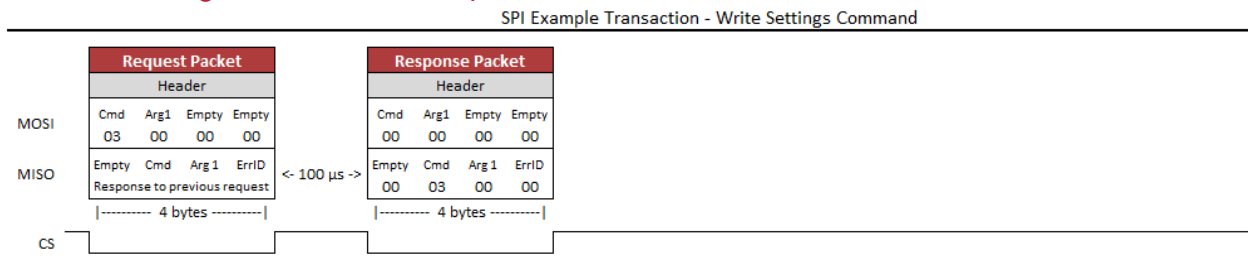 SPI Example Transaction - Write Settings Command
Request Packet Response Packet
Header Header
MOSI Cmd Arg1 Empty Empty Cmd Arg1 Empty Empty
03 00 00 00 00 00 00 00
MISO Empty Cmd Arg 1 ErrID <- 100 µs -> Empty Cmd Arg 1 ErrID
Response to previous request 00 03 00 00
|---------- 4 bytes ----------| |---------- 4 bytes ----------|
CS